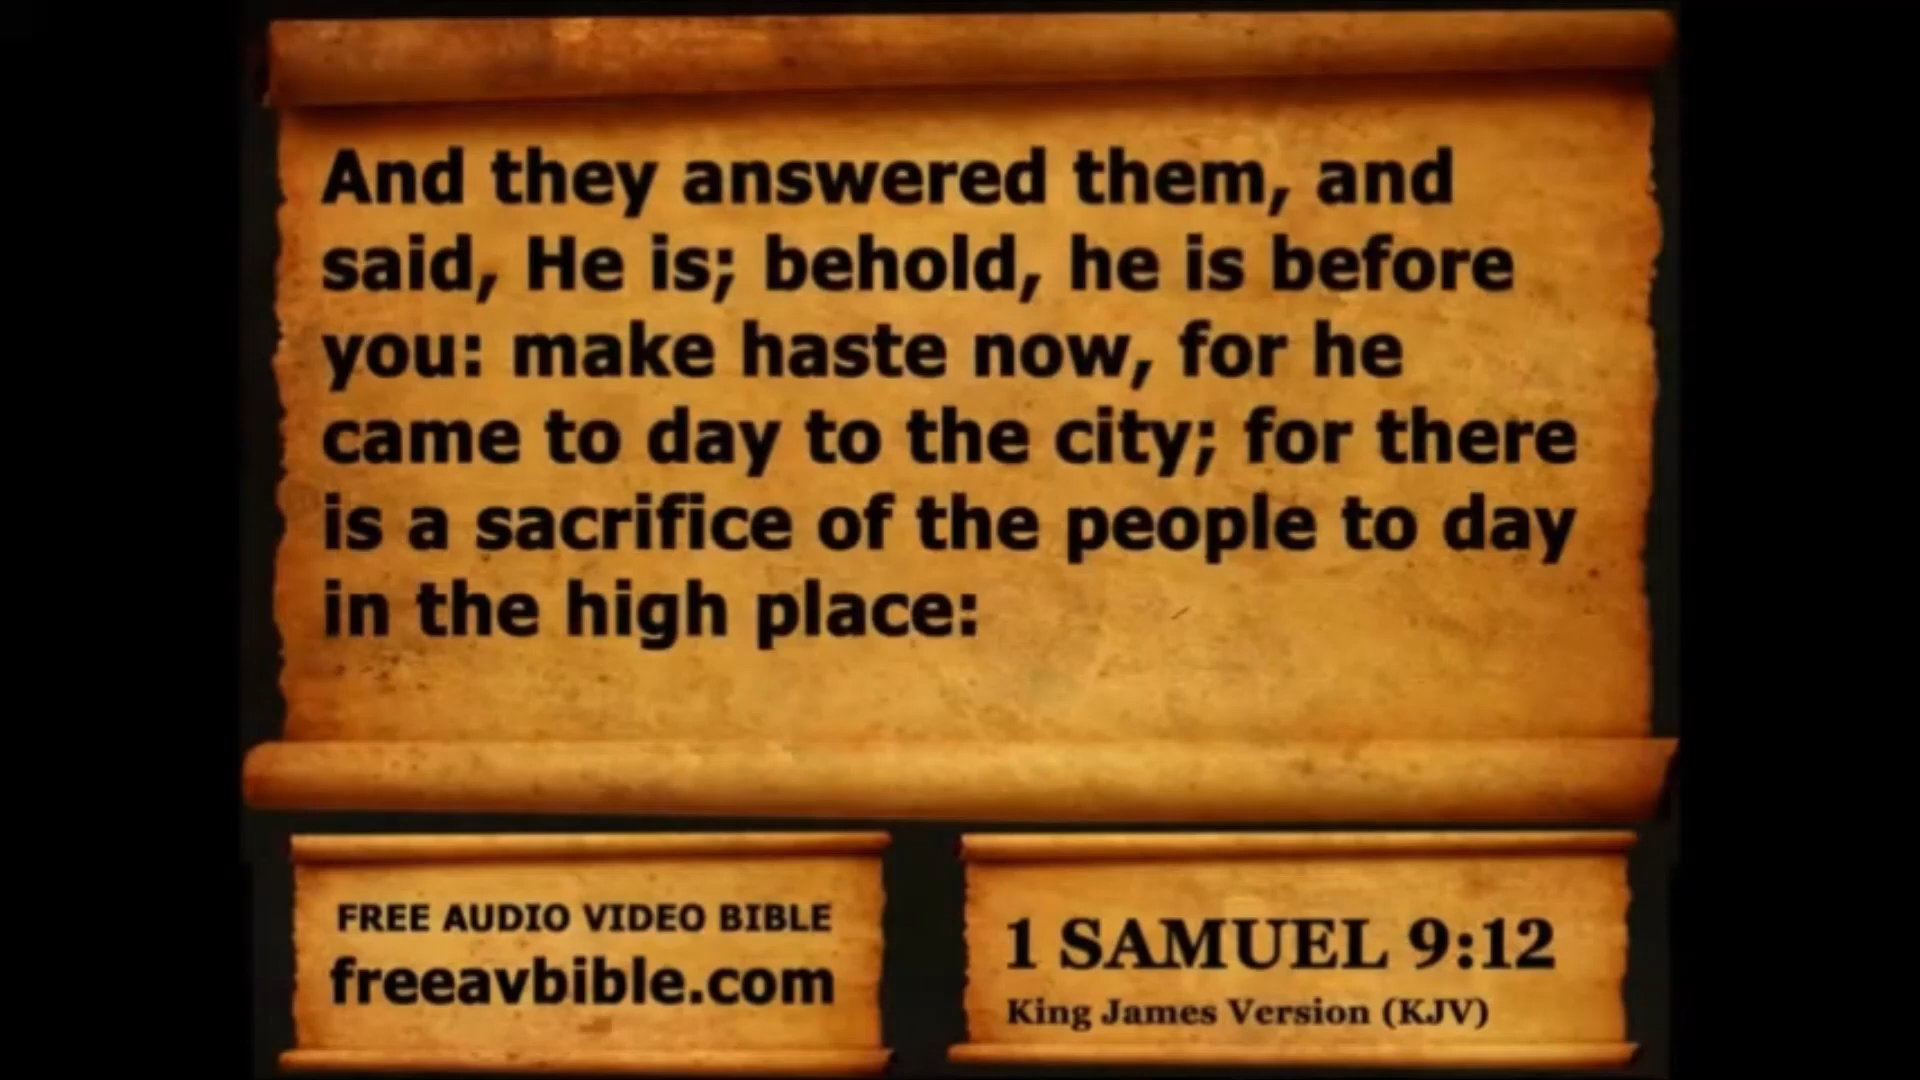 And they answered them, and
said, He is; behold, he is before
you: make haste now, for he
came to day to the city; for there
is a sacrifice of the people to day
in the high place:
FREE AUDIO VIDEO BIBLE
freeavbible.com
1 SAMUEL 9:12
King James Version (KJV)